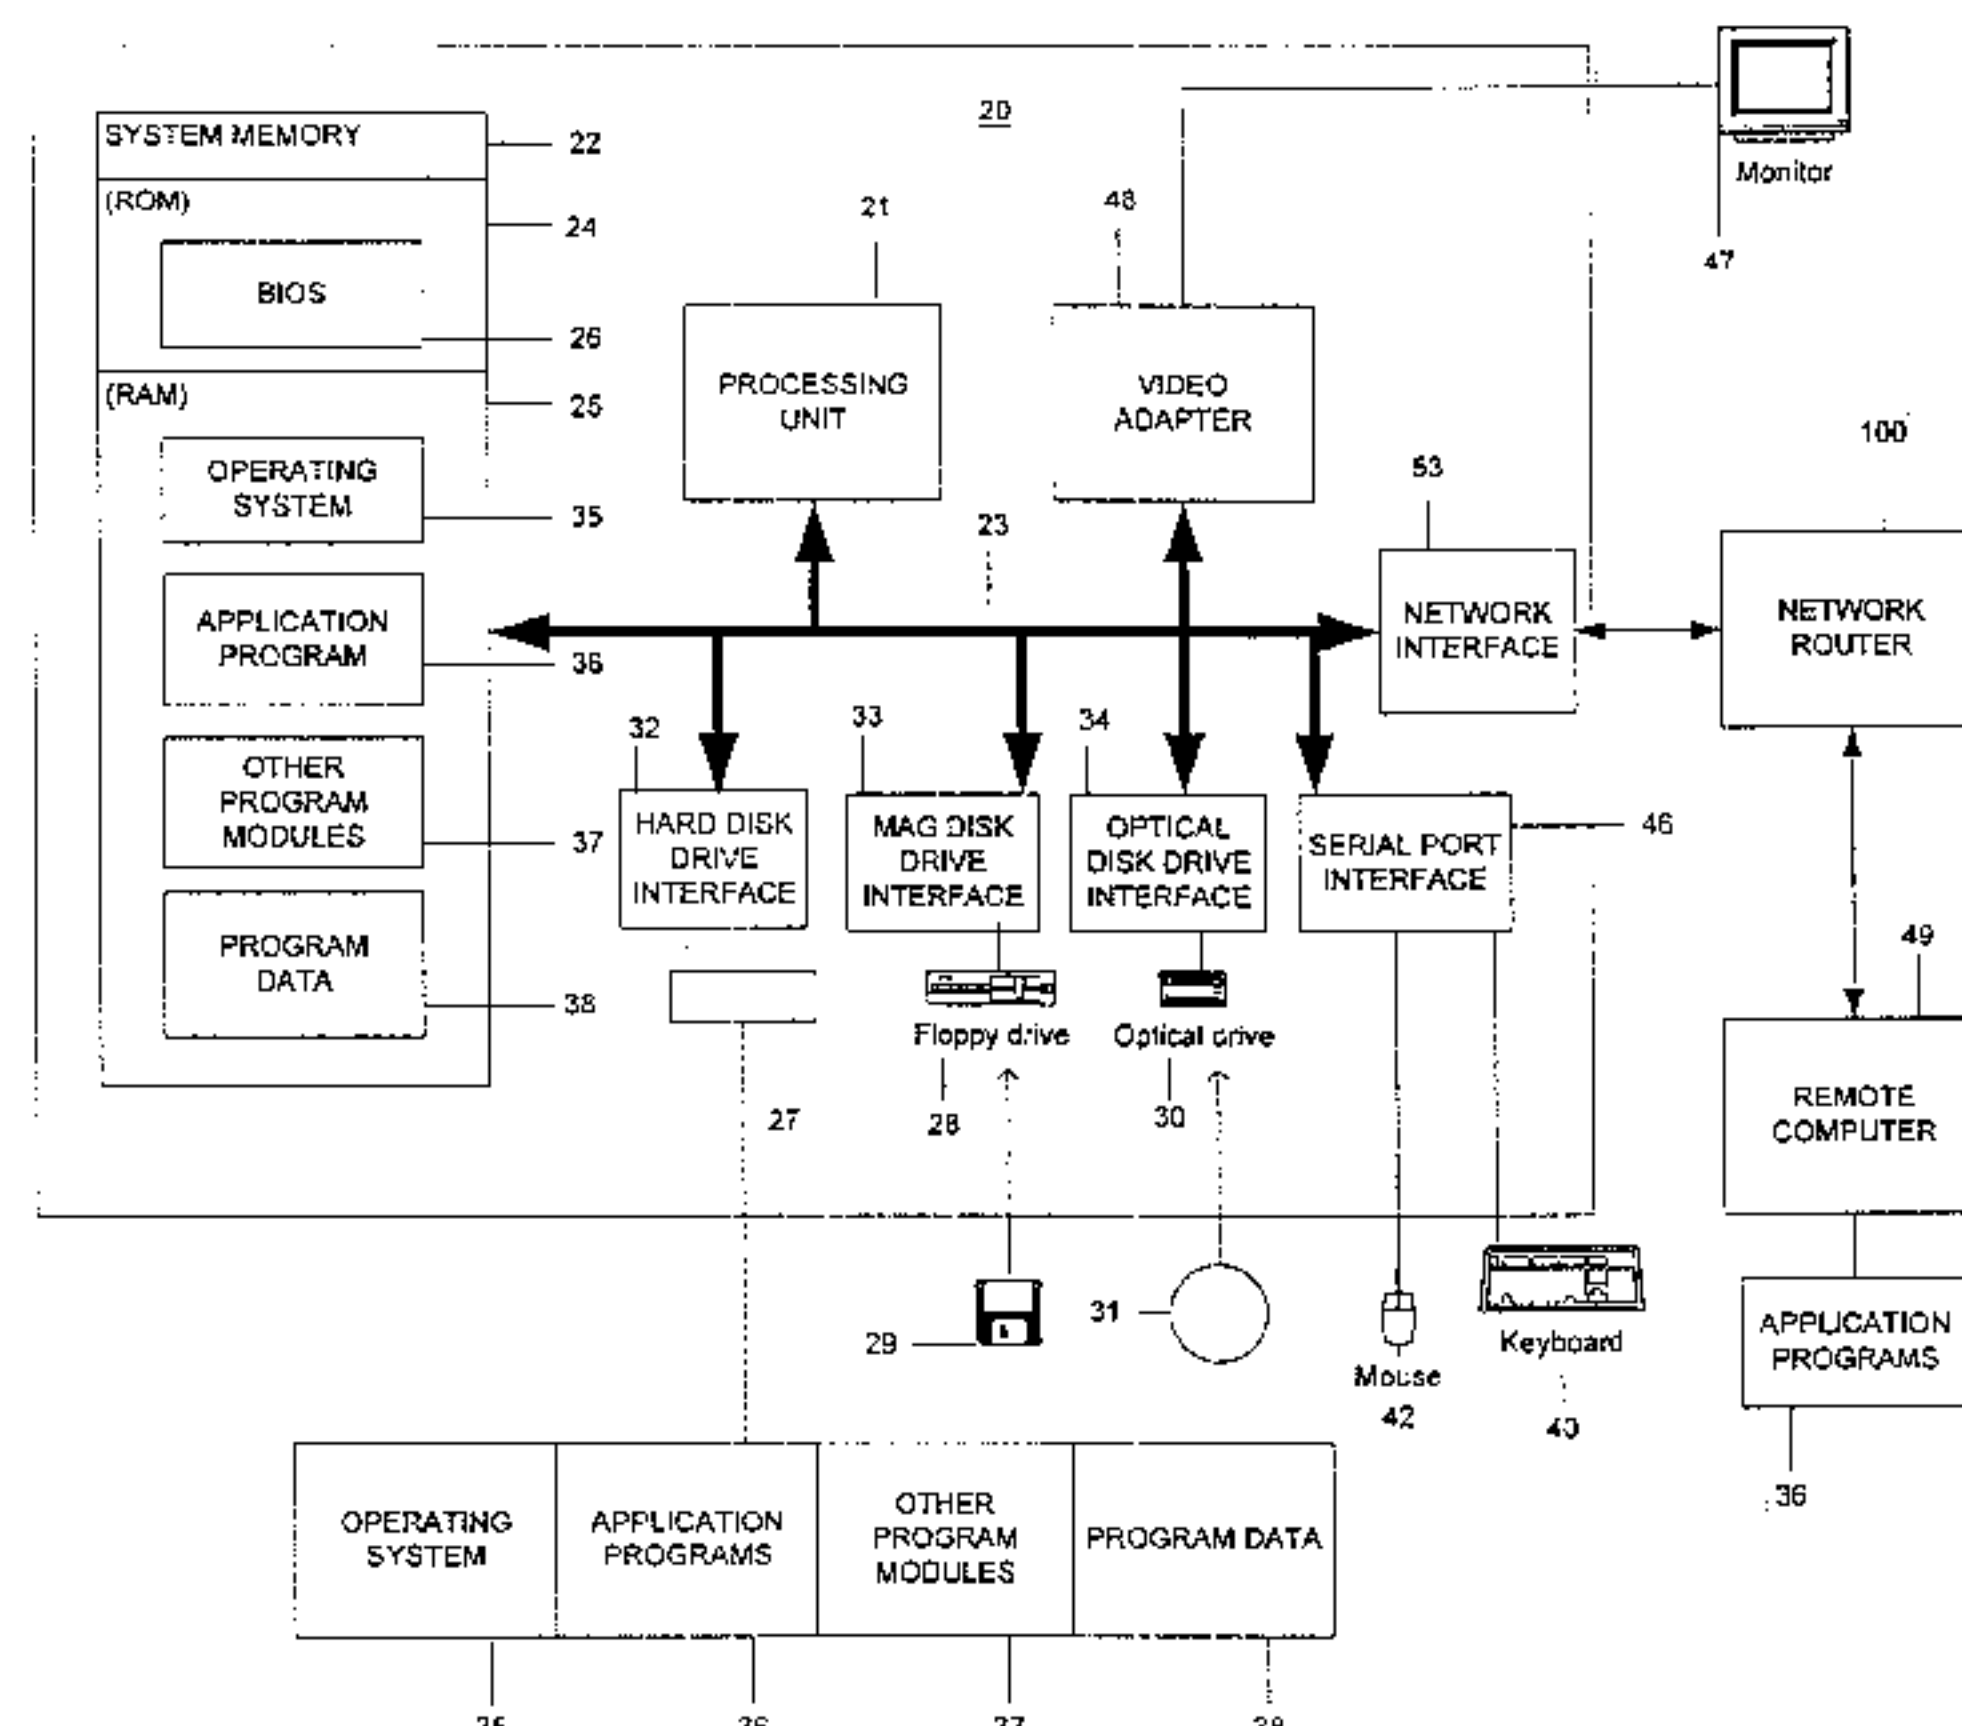 20
SYSTEM MEMORY
22
(ROM)
24
BIOS
26
(RAM)
25
OPERATING
SYSTEM
35
APPLICATION
PROGRAM
36
OTHER
PROGRAM
MODULES
37
PROGRAM
DATA
38
21
PROCESSING
UNIT
48
VIDEO
ADAPTER
Monitor
47
23
53
NETWORK
INTERFACE
100
NETWORK
ROUTER
32
HARD DISK
DRIVE
INTERFACE
33
MAG DISK
DRIVE
INTERFACE
34
OPTICAL
DISK DRIVE
INTERFACE
SERIAL PORT
INTERFACE
46
49
REMOTE
COMPUTER
27
Floppy drive
28
Optical drive
30
29
31
Mouse
42
Keyboard
40
APPLICATION
PROGRAMS
36
OPERATING
SYSTEM
APPLICATION
PROGRAMS
OTHER
PROGRAM
MODULES
PROGRAM DATA
35
36
37
38